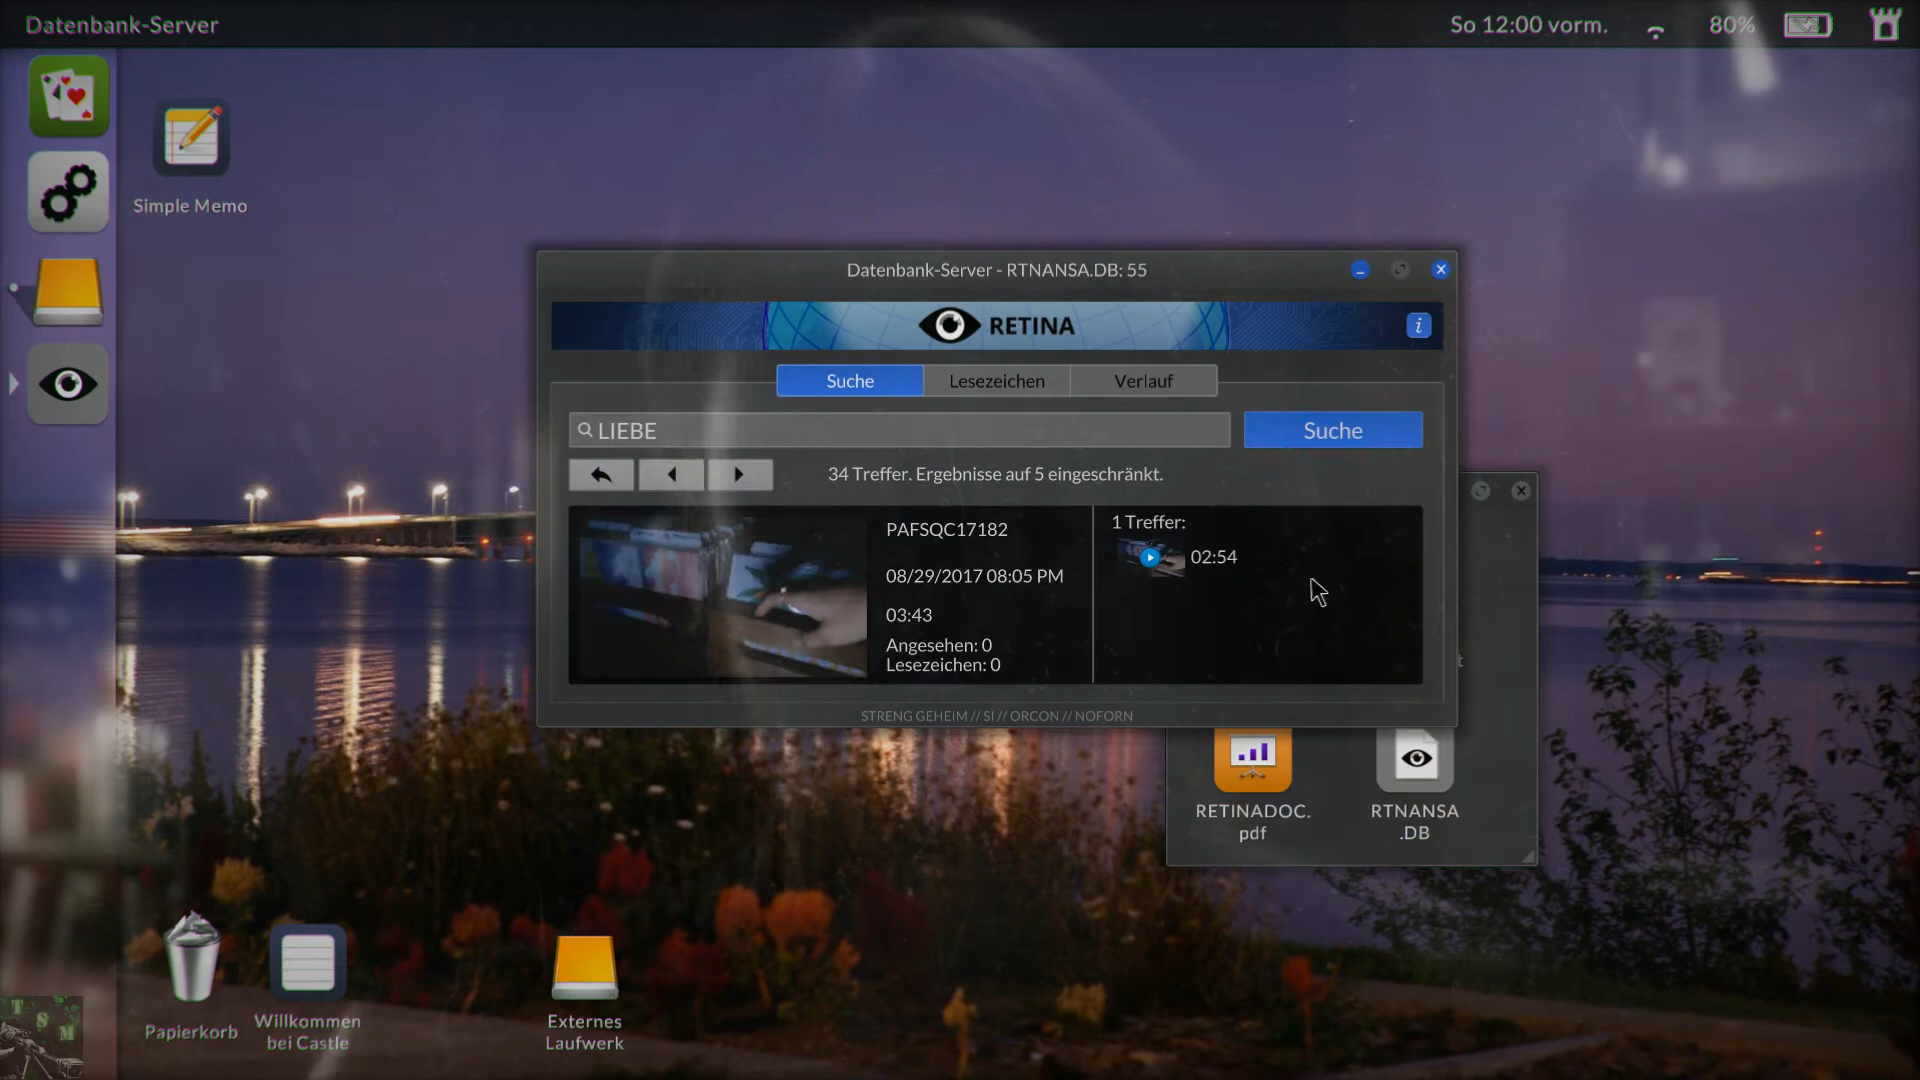 Datenbank-Server
So 12:00 vorm.
80%
Simple Memo
Datenbank-Server - RTNANSA.DB: 55
RETINA
i
Suche
Lesezeichen
Verlauf
LIEBE
Suche
34 Treffer. Ergebnisse auf 5 eingeschränkt.
PAFSQC17182
08/29/2017 08:05 PM
03:43
Angesehen: 0
Lesezeichen: 0
1 Treffer:
02:54
STRENG GEHEIM // SI // ORCON // NOFORN
t
RETINADOC.
pdf
RTNANSA
.DB
Papierkorb
Willkommen
bei Castle
Externes
Laufwerk
T S M